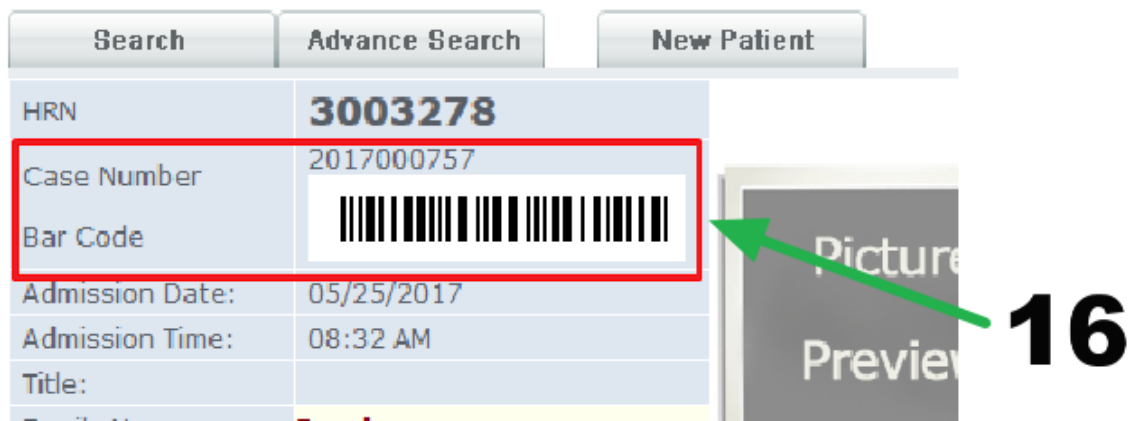 Search Advance Search New Patient
HRN 3003278
Case Number 2017000757
Bar Code
Admission Date: 05/25/2017
Admission Time: 08:32 AM
Title:
Picture
Preview
16